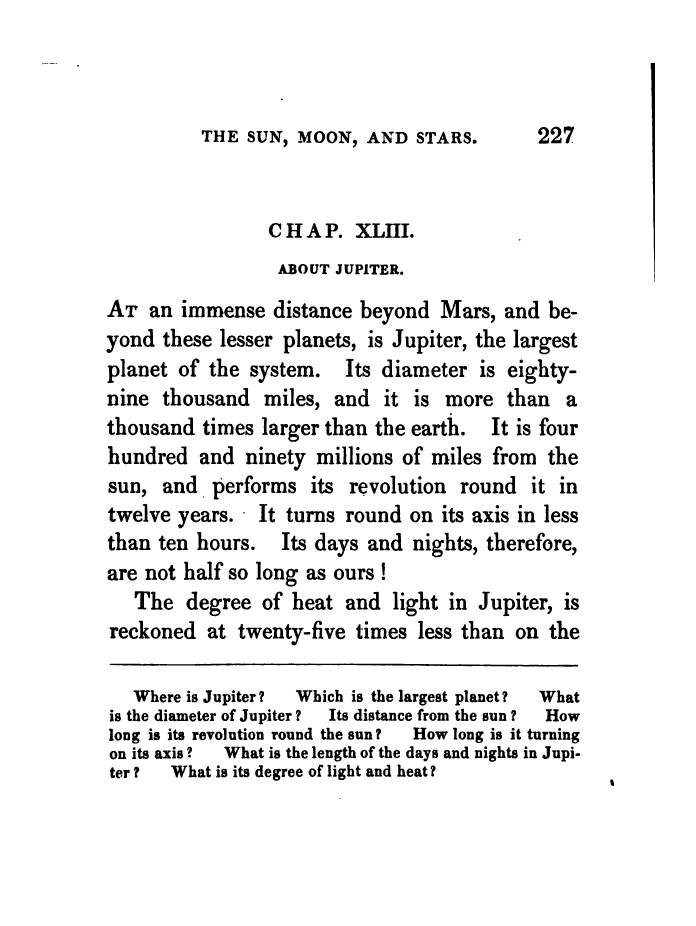 THE SUN, MOON, AND STARS. 227
CHAP. XLIII.
ABOUT JUPITER.
AT an immense distance beyond Mars, and be-
yond these lesser planets, is Jupiter, the largest
planet of the system. Its diameter is eighty-
nine thousand miles, and it is more than a
thousand times larger than the earth. It is four
hundred and ninety millions of miles from the
sun, and performs its revolution round it in
twelve years. It turns round on its axis in less
than ten hours. Its days and nights, therefore,
are not half so long as ours !
The degree of heat and light in Jupiter, is
reckoned at twenty-five times less than on the
Where is Jupiter? Which is the largest planet? What
is the diameter of Jupiter? Its distance from the sun? How
long is its revolution round the sun? How long is it turning
on its axis? What is the length of the days and nights in Jupi-
ter? What is its degree of light and heat?